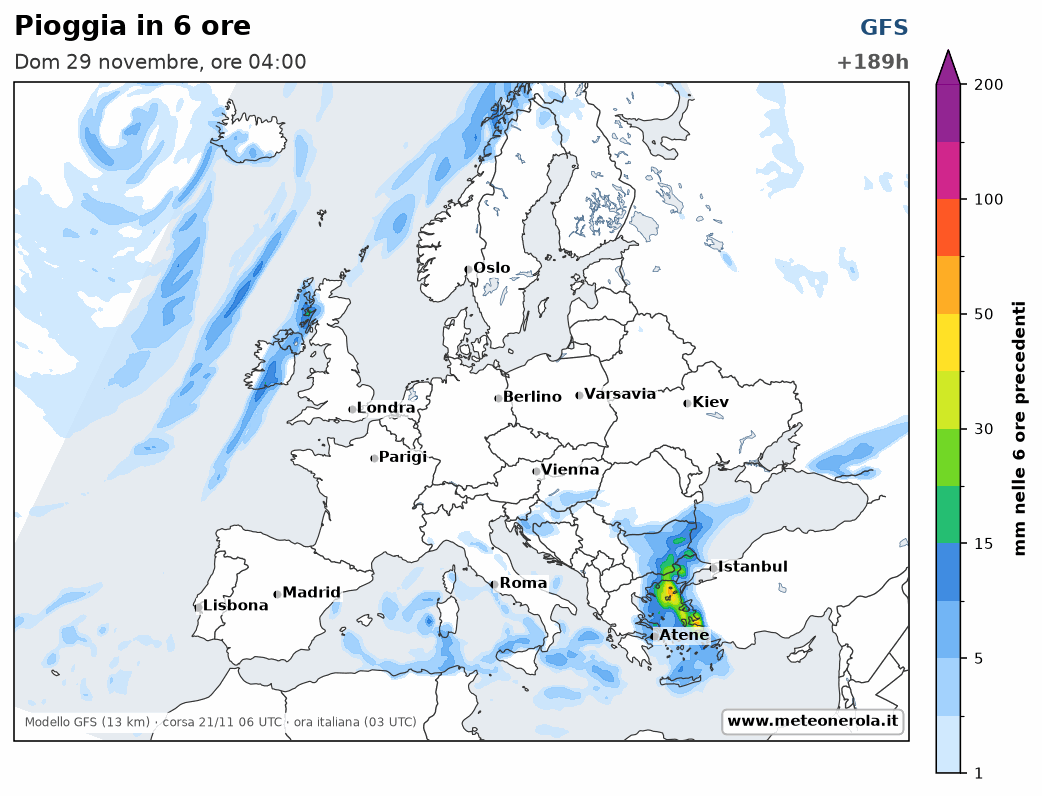 Pioggia in 6 ore
GFS
Dom 29 novembre, ore 04:00
+189h
200
100
50
30
15
5
1
mm nelle 6 ore precedenti
Oslo
Londra
Berlino
Varsavia
Kiev
Parigi
Vienna
Istanbul
Roma
Madrid
Lisbona
Atene
Modello GFS (13 km) · corsa 21/11 06 UTC · ora italiana (03 UTC)
www.meteonerola.it